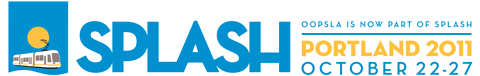 SPLASH
OOPSLA IS NOW PART OF SPLASH
PORTLAND 2011
OCTOBER 22-27